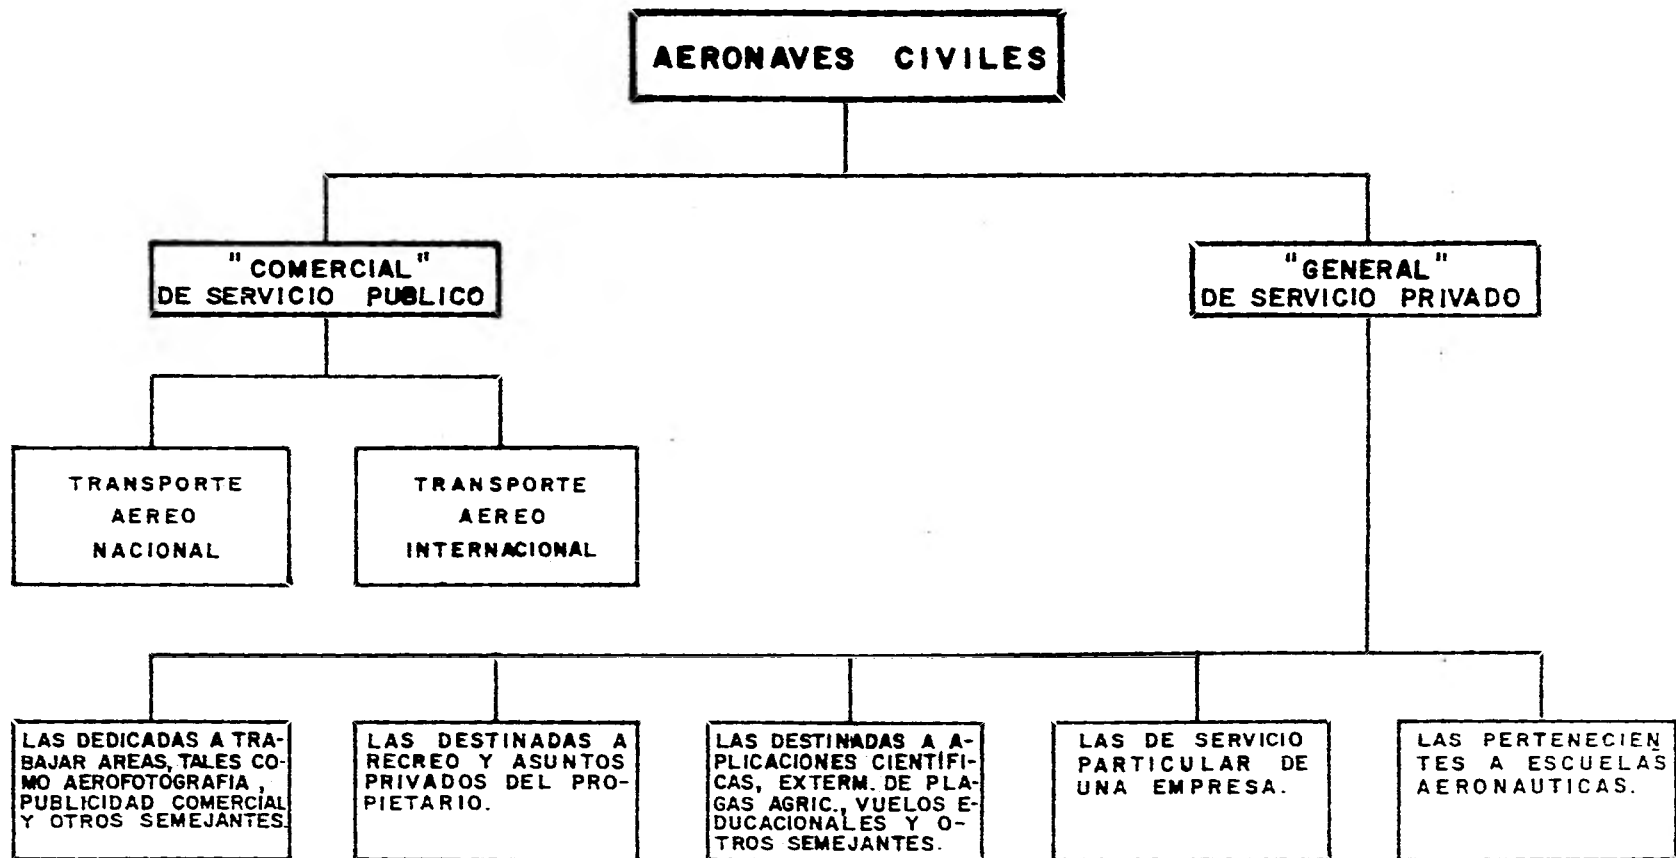 AERONAVES CIVILES
"COMERCIAL"
DE SERVICIO PUBLICO
"GENERAL"
DE SERVICIO PRIVADO
TRANSPORTE
AEREO
NACIONAL
TRANSPORTE
AEREO
INTERNACIONAL
LAS DEDICADAS A TRA-
BAJAR AREAS, TALES CO-
MO AEROFOTOGRAFIA,
PUBLICIDAD COMERCIAL
Y OTROS SEMEJANTES.
LAS DESTINADAS A
RECREO Y ASUNTOS
PRIVADOS DEL PRO-
PIETARIO.
LAS DESTINADAS A A-
PLICACIONES CIENTÍFI-
CAS, EXTERM. DE PLA-
GAS AGRIC., VUELOS E-
DUCACIONALES Y O-
TROS SEMEJANTES.
LAS DE SERVICIO
PARTICULAR DE
UNA EMPRESA.
LAS PERTENECIEN
TES A ESCUELAS
AERONAUTICAS.